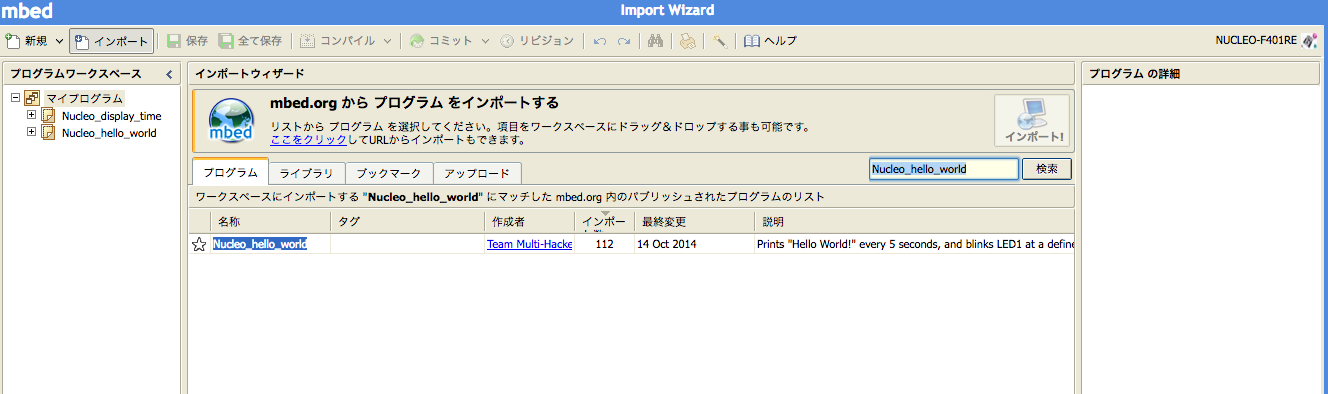 mbed
Import Wizard
新規
インポート
保存
全て保存
コンパイル
コミット
リビジョン
ヘルプ
NUCLEO-F401RE
プログラムワークスペース
マイプログラム
Nucleo_display_time
Nucleo_hello_world
インポートウィザード
mbed
mbed.org から プログラム をインポートする
リストから プログラム を選択してください。項目をワークスペースにドラッグ＆ドロップする事も可能です。
ここをクリックしてURLからインポートもできます。
インポート!
プログラム
ライブラリ
ブックマーク
アップロード
Nucleo_hello_world
検索
ワークスペースにインポートする "Nucleo_hello_world" にマッチした mbed.org 内のパブリッシュされたプログラムのリスト
名称
タグ
作成者
インポー
最終変更
説明
Nucleo_hello_world
Team Multi-Hacke
112
14 Oct 2014
Prints "Hello World!" every 5 seconds, and blinks LED1 at a define
プログラム の詳細